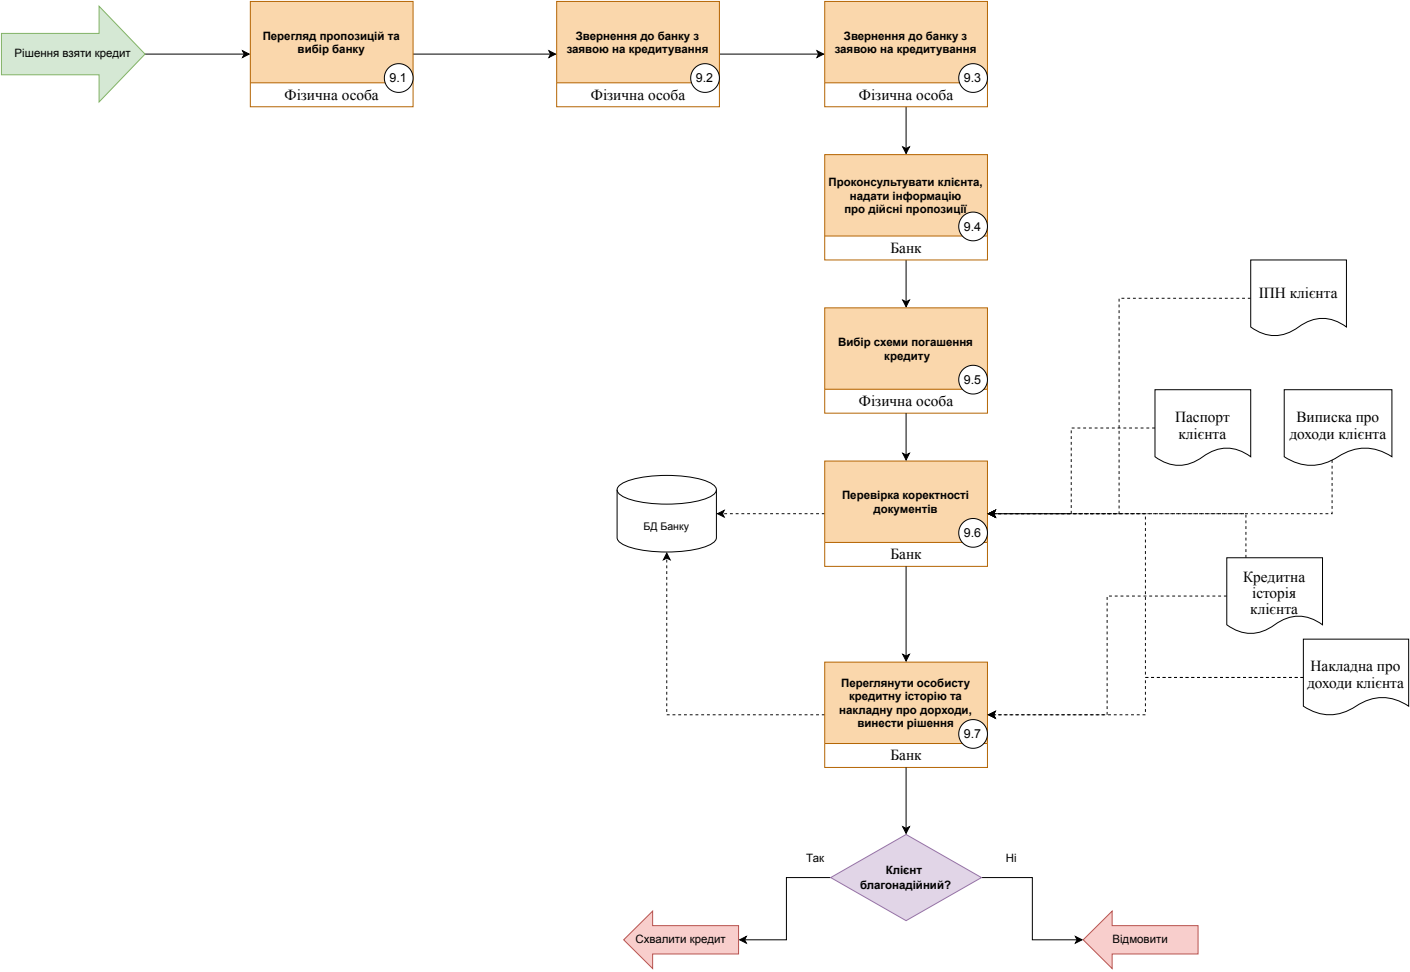 Рішення взяти кредит
Перегляд пропозицій та
вибір банку
9.1
Фізична особа
Звернення до банку з
заявою на кредитування
9.2
Фізична особа
Звернення до банку з
заявою на кредитування
9.3
Фізична особа
Проконсультувати клієнта,
надати інформацію
про дійсні пропозиції
9.4
Банк
Вибір схеми погашення
кредиту
9.5
Фізична особа
ІПН клієнта
Паспорт
клієнта
Виписка про
доходи клієнта
Перевірка коректності
документів
9.6
Банк
БД Банку
Кредитна
історія
клієнта
Накладна про
доходи клієнта
Переглянути особисту
кредитну історію та
накладну про дорходи,
винести рішення
9.7
Банк
Клієнт
благонадійний?
Так
Ні
Схвалити кредит
Відмовити